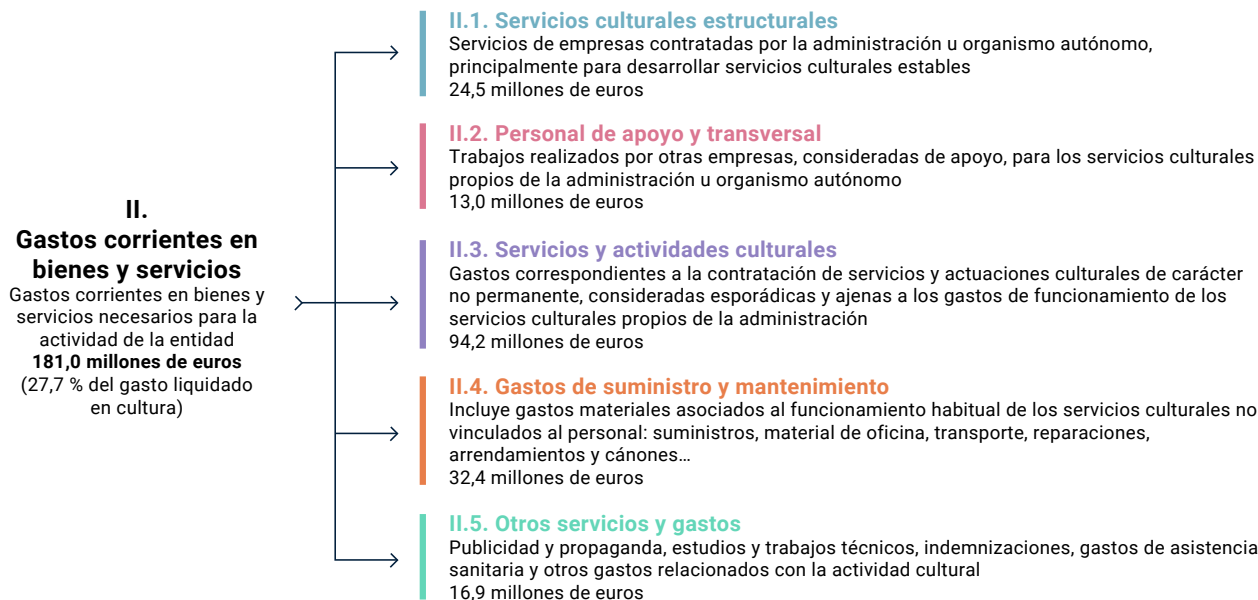 II.
Gastos corrientes en
bienes y servicios
Gastos corrientes en bienes y
servicios necesarios para la
actividad de la entidad
181,0 millones de euros
(27,7 % del gasto liquidado
en cultura)
II.1. Servicios culturales estructurales
Servicios de empresas contratadas por la administración u organismo autónomo,
principalmente para desarrollar servicios culturales estables
24,5 millones de euros
II.2. Personal de apoyo y transversal
Trabajos realizados por otras empresas, consideradas de apoyo, para los servicios culturales
propios de la administración u organismo autónomo
13,0 millones de euros
II.3. Servicios y actividades culturales
Gastos correspondientes a la contratación de servicios y actuaciones culturales de carácter
no permanente, consideradas esporádicas y ajenas a los gastos de funcionamiento de los
servicios culturales propios de la administración
94,2 millones de euros
II.4. Gastos de suministro y mantenimiento
Incluye gastos materiales asociados al funcionamiento habitual de los servicios culturales no
vinculados al personal: suministros, material de oficina, transporte, reparaciones,
arrendamientos y cánones…
32,4 millones de euros
II.5. Otros servicios y gastos
Publicidad y propaganda, estudios y trabajos técnicos, indemnizaciones, gastos de asistencia
sanitaria y otros gastos relacionados con la actividad cultural
16,9 millones de euros